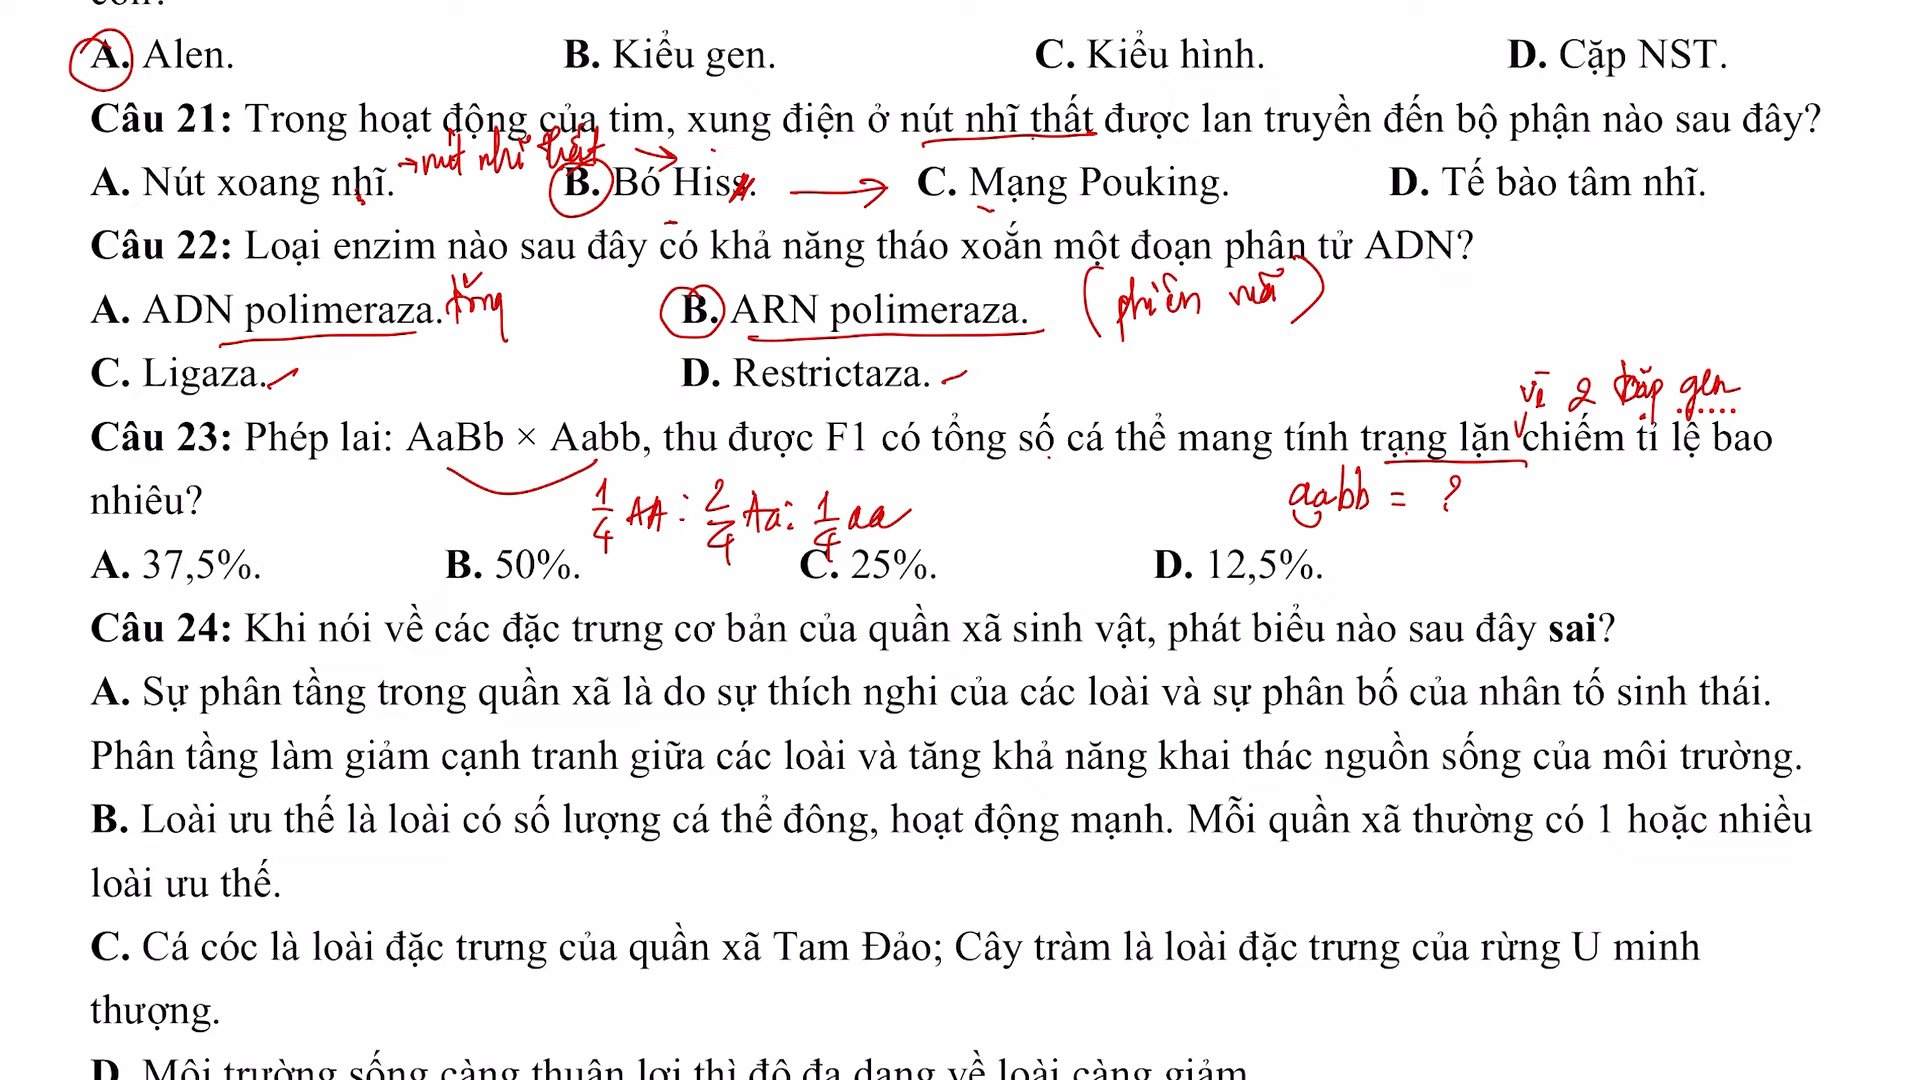 con?
A. Alen. B. Kiểu gen. C. Kiểu hình. D. Cặp NST.
Câu 21: Trong hoạt động của tim, xung điện ở nút nhĩ thất được lan truyền đến bộ phận nào sau đây?
→ nút nhĩ thất →
A. Nút xoang nhĩ. B. Bó His. → C. Mạng Pouking. D. Tế bào tâm nhĩ.
Câu 22: Loại enzim nào sau đây có khả năng tháo xoắn một đoạn phân tử ADN?
A. ADN polimeraza. B. ARN polimeraza. (phiên mã)
C. Ligaza. D. Restrictaza.
vì 2 cặp gen
Câu 23: Phép lai: AaBb × Aabb, thu được F1 có tổng số cá thể mang tính trạng lặn chiếm tỉ lệ bao
nhiêu? 1/4 AA : 2/4 Aa : 1/4 aa aabb = ?
A. 37,5%. B. 50%. C. 25%. D. 12,5%.
Câu 24: Khi nói về các đặc trưng cơ bản của quần xã sinh vật, phát biểu nào sau đây sai?
A. Sự phân tầng trong quần xã là do sự thích nghi của các loài và sự phân bố của nhân tố sinh thái.
Phân tầng làm giảm cạnh tranh giữa các loài và tăng khả năng khai thác nguồn sống của môi trường.
B. Loài ưu thế là loài có số lượng cá thể đông, hoạt động mạnh. Mỗi quần xã thường có 1 hoặc nhiều
loài ưu thế.
C. Cá cóc là loài đặc trưng của quần xã Tam Đảo; Cây tràm là loài đặc trưng của rừng U minh
thượng.
D. Môi trường sống càng thuận lợi thì độ đa dạng về loài càng giảm.